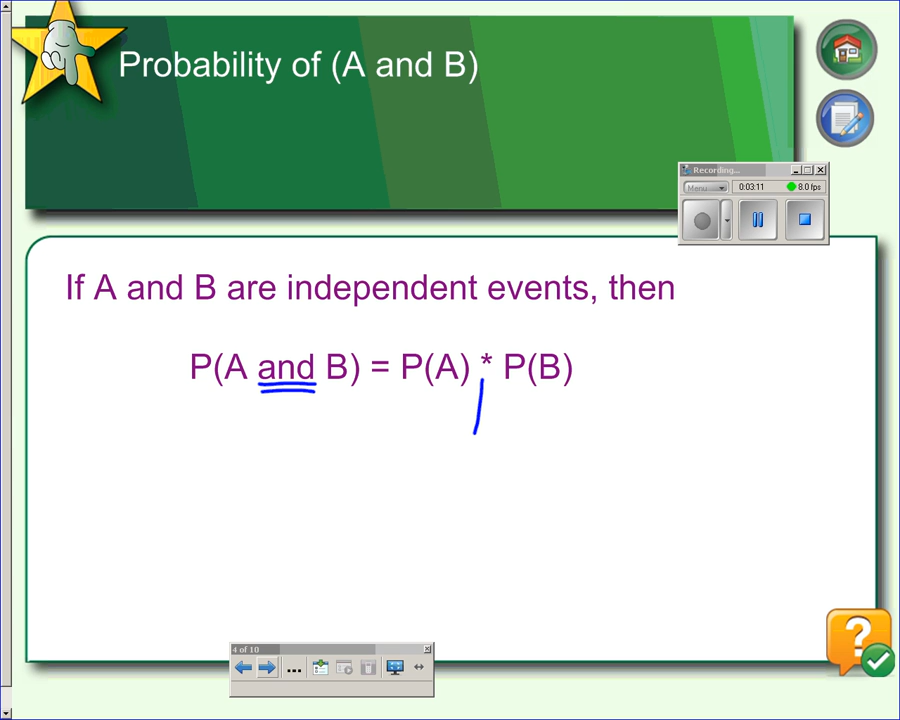 Probability of (A and B)
Recording...
Menu
0:03:11
8.0 fps
If A and B are independent events, then
P(A and B) = P(A) * P(B)
4 of 10